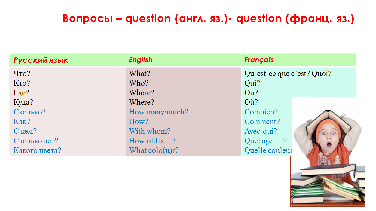 Вопросы – question (англ. яз.)- question (франц. яз.)
Русский язык English Français
Что? What? Qu'est-ce que c'est? Quoi?
Кто? Who? Qui?
Где? Where? Où?
Куда? Where? Où?
Сколько? How many/much? Combien?
Как? How? Comment?
С кем? With whom? Avec qui?
Сколько лет? How old is ...? Quel age
Какого цвета? What colo(u)r? Quelle couleur